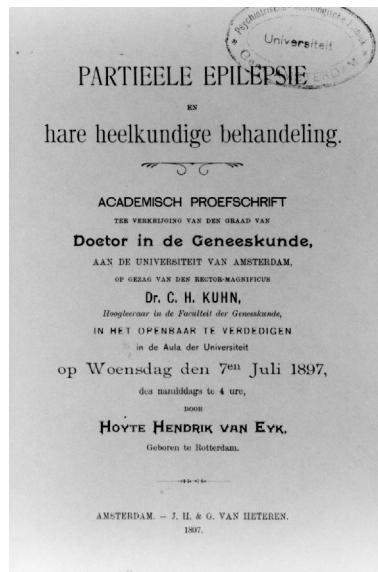 Universiteit
AMSTERDAM
PARTIEELE EPILEPSIE
EN
hare heelkundige behandeling.
ACADEMISCH PROEFSCHRIFT
TER VERKRIJGING VAN DEN GRAAD VAN
Doctor in de Geneeskunde,
AAN DE UNIVERSITEIT VAN AMSTERDAM,
OP GEZAG VAN DEN RECTOR-MAGNIFICUS
Dr. C. H. KUHN,
Hoogleeraar in de Faculteit der Geneeskunde,
IN HET OPENBAAR TE VERDEDIGEN
in de Aula der Universiteit
op Woensdag den 7en Juli 1897,
des namiddags te 4 ure,
DOOR
HOYTE HENDRIK VAN EYK,
Geboren te Rotterdam.
AMSTERDAM. — J. H. & G. VAN HETEREN.
1897.